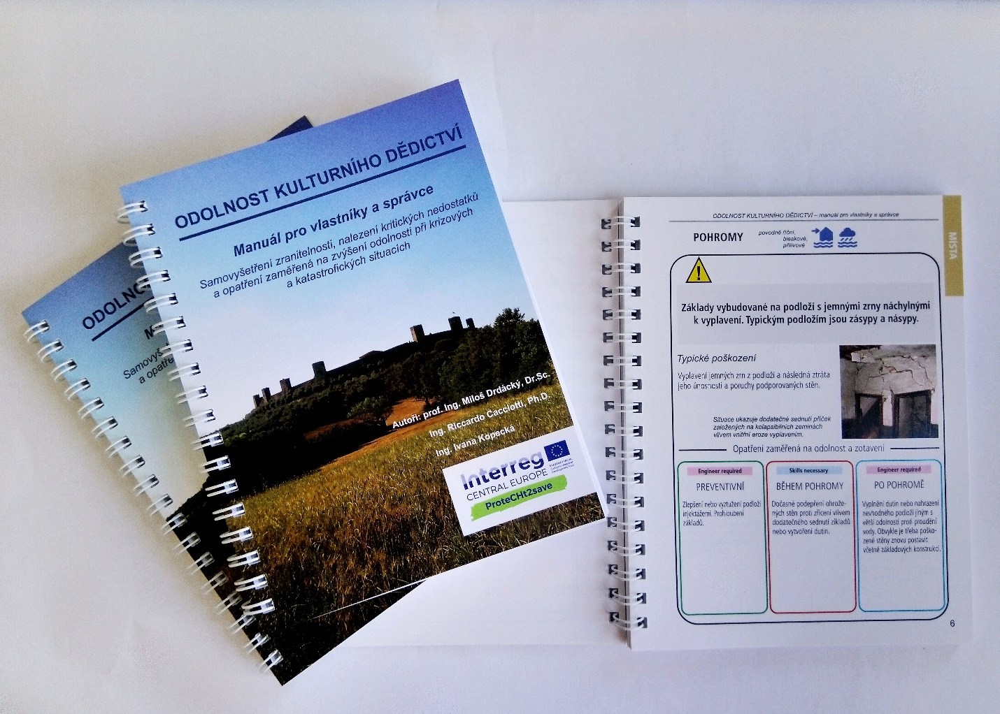 ODOLNOST KULTURNÍHO DĚDICTVÍ
Manuál pro vlastníky a správce
Samovyšetření zranitelnosti, nalezení kritických nedostatků
a opatření zaměřená na zvýšení odolnosti při krizových
a katastrofických situacích
Autoři: prof. Ing. Miloš Drdácký, Dr.Sc.
Ing. Riccardo Cacciotti, Ph.D.
Ing. Ivana Kopecká
Interreg
CENTRAL EUROPE
ProteCHt2save
ODOLNO
M
Samovyš
a opatře
ODOLNOST KULTURNÍHO DĚDICTVÍ – manuál pro vlastníky a správce
MÍSTA
POHROMY
povodně říční,
bleskové,
přílivové
Základy vybudované na podloží s jemnými zrny náchylnými
k vyplavení. Typickým podložím jsou zásypy a násypy.
Typické poškození
Vyplavení jemných zrn z podloží a následná ztráta
jeho únosnosti a poruchy podporovaných stěn.
Situace ukazuje dodatečné sednutí příček
založených na kolapsibilních zeminách
vlivem vnitřní eroze vyplavením.
Opatření zaměřená na odolnost a zotavení
Engineer required
PREVENTIVNÍ
Zlepšení nebo vyztužení podloží
injektážemi. Prohloubení
základů.
Skills necessary
BĚHEM POHROMY
Dočasné podepření ohrože-
ných stěn proti zřícení vlivem
dodatečného sednutí základů
nebo vytvoření dutin.
Engineer required
PO POHROMĚ
Vyplnění dutin nebo nahrazení
nevhodného podloží jiným s
větší odolností proti proudění
vody. Obvykle je třeba poško-
zené stěny znovu postavit
včetně základových konstrukcí.
6